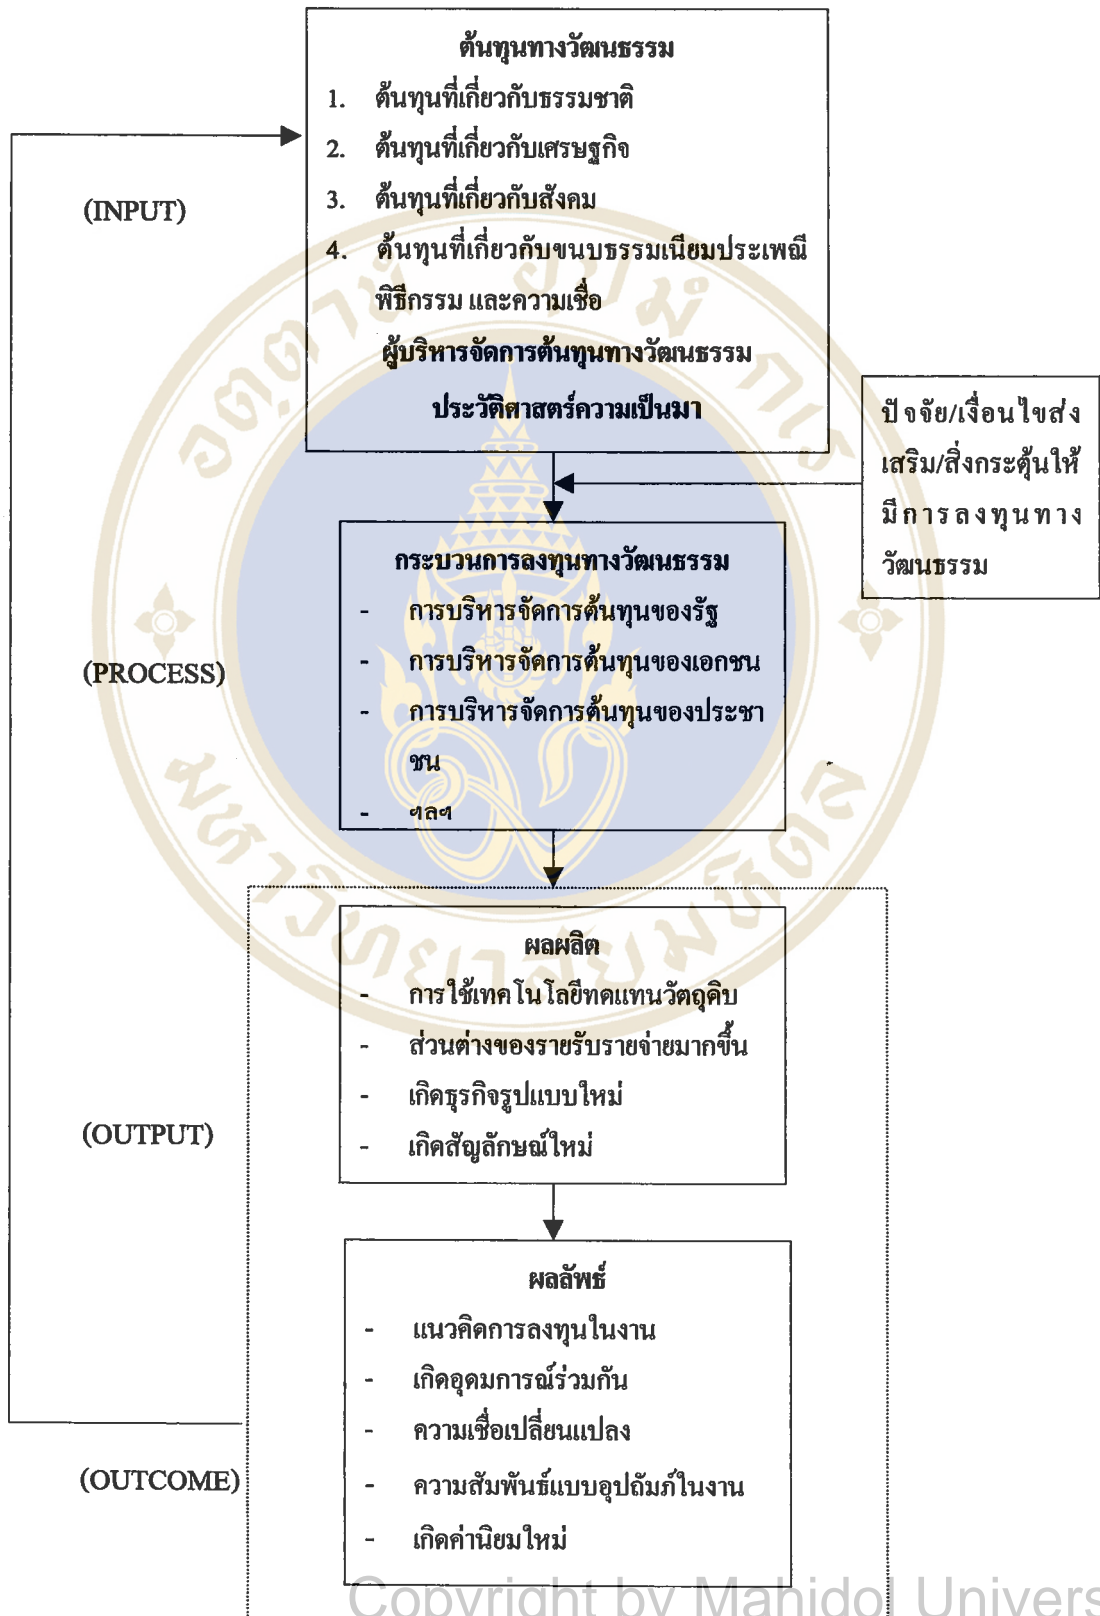 ต้นทุนทางวัฒนธรรม
1. ต้นทุนที่เกี่ยวกับธรรมชาติ
2. ต้นทุนที่เกี่ยวกับเศรษฐกิจ
(INPUT)
3. ต้นทุนที่เกี่ยวกับสังคม
4. ต้นทุนที่เกี่ยวกับขนบธรรมเนียมประเพณี
พิธีกรรม และความเชื่อ
ผู้บริหารจัดการต้นทุนทางวัฒนธรรม
ประวัติศาสตร์ความเป็นมา
ปัจจัย/เงื่อนไขส่ง
เสริม/สิ่งกระตุ้นให้
มีการลงทุนทาง
วัฒนธรรม
กระบวนการลงทุนทางวัฒนธรรม
- การบริหารจัดการต้นทุนของรัฐ
(PROCESS)
- การบริหารจัดการต้นทุนของเอกชน
- การบริหารจัดการต้นทุนของประชา
ชน
- ฯลฯ
ผลผลิต
- การใช้เทคโนโลยีทดแทนวัตถุดิบ
- ส่วนต่างของรายรับรายจ่ายมากขึ้น
- เกิดธุรกิจรูปแบบใหม่
(OUTPUT)
- เกิดสัญลักษณ์ใหม่
ผลลัพธ์
- แนวคิดการลงทุนในงาน
- เกิดอุดมการณ์ร่วมกัน
- ความเชื่อเปลี่ยนแปลง
(OUTCOME)
- ความสัมพันธ์แบบอุปถัมภ์ในงาน
- เกิดค่านิยมใหม่
อตฺตานํ อุปมํ กเร
มหาวิทยาลัยมหิดล
Copyright by Mahidol Univers